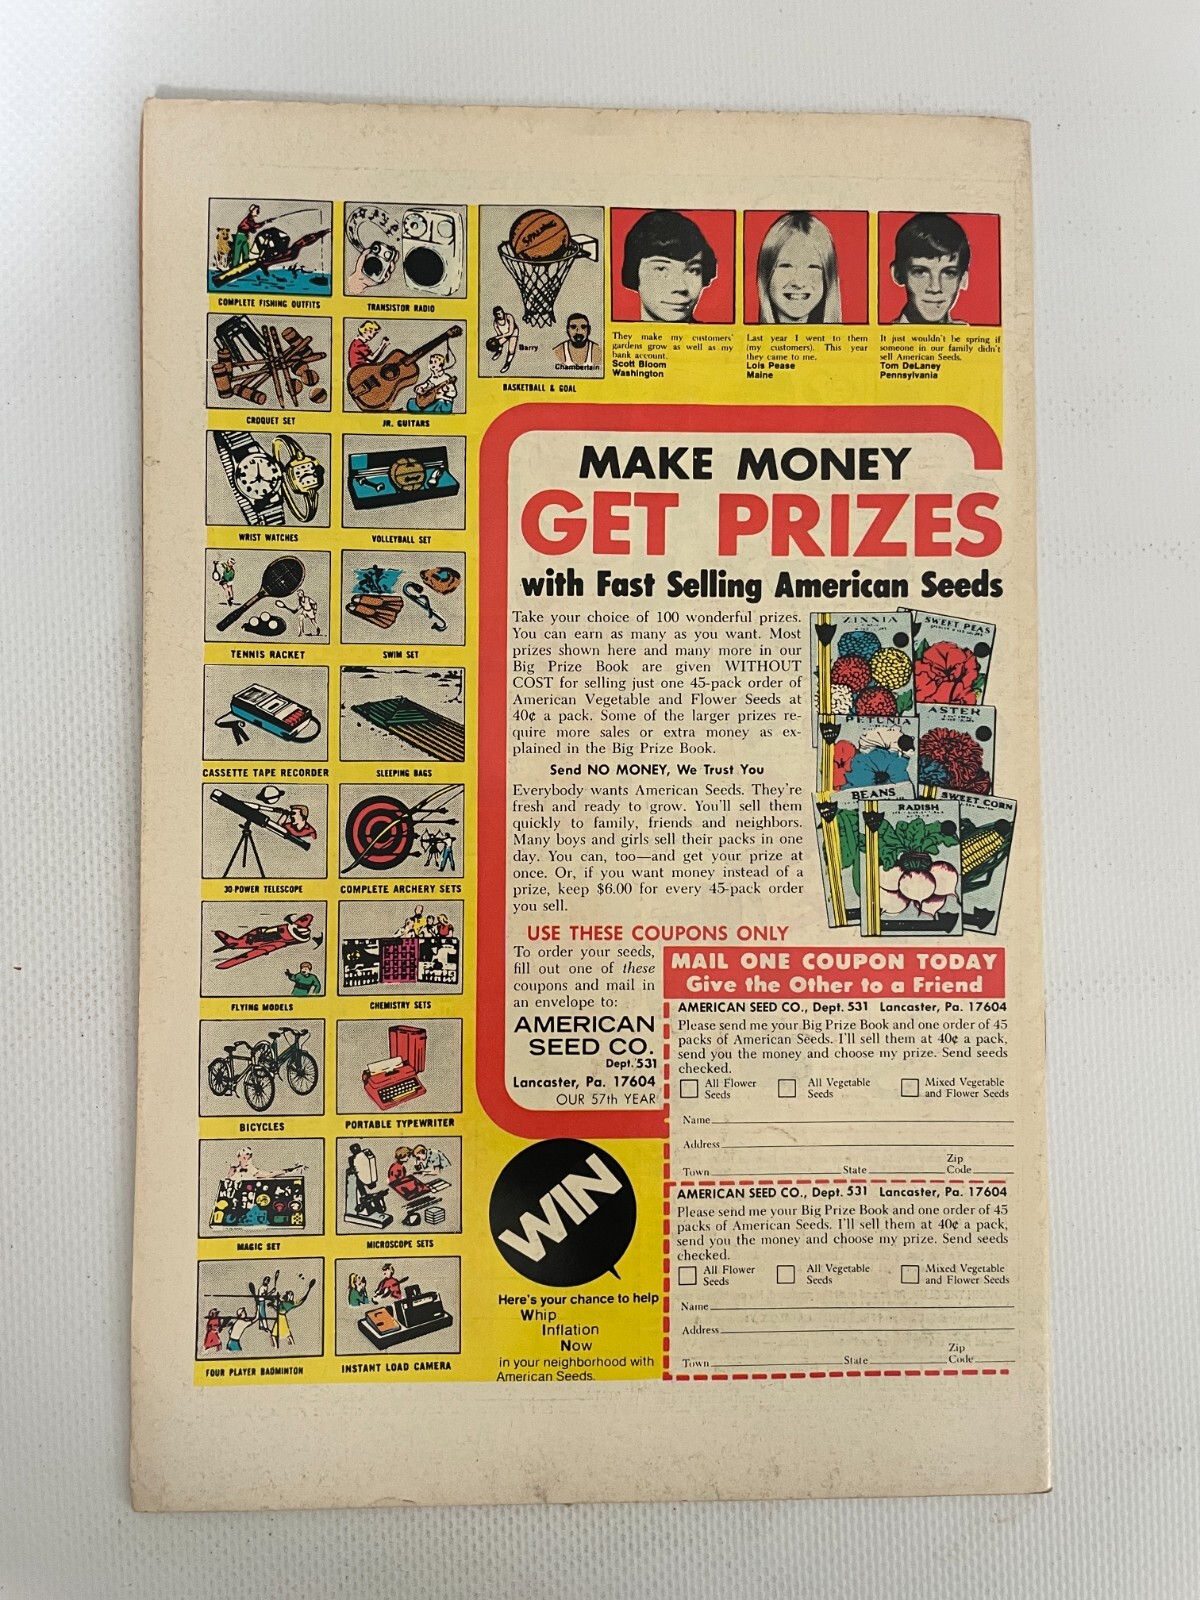 COMPLETE FISHING OUTFITS
TRANSISTOR RADIO
SPALDING
Barry
Chamberlain
BASKETBALL & GOAL
They make my customers'
gardens grow as well as my
bank account.
Scott Bloom
Washington
Last year I went to them
(my customers). This year
they came to me.
Lois Pease
Maine
It just wouldn't be spring if
someone in our family didn't
sell American Seeds.
Tom DeLaney
Pennsylvania
CROQUET SET
JR. GUITARS
WRIST WATCHES
VOLLEYBALL SET
TENNIS RACKET
SWIM SET
CASSETTE TAPE RECORDER
SLEEPING BAGS
30-POWER TELESCOPE
COMPLETE ARCHERY SETS
FLYING MODELS
CHEMISTRY SETS
BICYCLES
PORTABLE TYPEWRITER
MAGIC SET
MICROSCOPE SETS
FOUR PLAYER BADMINTON
INSTANT LOAD CAMERA
MAKE MONEY
GET PRIZES
with Fast Selling American Seeds
Take your choice of 100 wonderful prizes.
You can earn as many as you want. Most
prizes shown here and many more in our
Big Prize Book are given WITHOUT
COST for selling just one 45-pack order of
American Vegetable and Flower Seeds at
40¢ a pack. Some of the larger prizes re-
quire more sales or extra money as ex-
plained in the Big Prize Book.
Send NO MONEY, We Trust You
Everybody wants American Seeds. They're
fresh and ready to grow. You'll sell them
quickly to family, friends and neighbors.
Many boys and girls sell their packs in one
day. You can, too—and get your prize at
once. Or, if you want money instead of a
prize, keep $6.00 for every 45-pack order
you sell.
ZINNIA
SWEET PEAS
PETUNIA
ASTER
BEANS
RADISH
SWEET CORN
USE THESE COUPONS ONLY
To order your seeds,
fill out one of these
coupons and mail in
an envelope to:
AMERICAN
SEED CO.
Dept. 531
Lancaster, Pa. 17604
OUR 57th YEAR
MAIL ONE COUPON TODAY
Give the Other to a Friend
AMERICAN SEED CO., Dept. 531 Lancaster, Pa. 17604
Please send me your Big Prize Book and one order of 45
packs of American Seeds. I'll sell them at 40¢ a pack,
send you the money and choose my prize. Send seeds
checked.
All Flower Seeds
All Vegetable Seeds
Mixed Vegetable and Flower Seeds
Name
Address
Town State Zip Code
AMERICAN SEED CO., Dept. 531 Lancaster, Pa. 17604
Please send me your Big Prize Book and one order of 45
packs of American Seeds. I'll sell them at 40¢ a pack,
send you the money and choose my prize. Send seeds
checked.
All Flower Seeds
All Vegetable Seeds
Mixed Vegetable and Flower Seeds
Name
Address
Town State Zip Code
WIN
Here's your chance to help
Whip
Inflation
Now
in your neighborhood with
American Seeds.